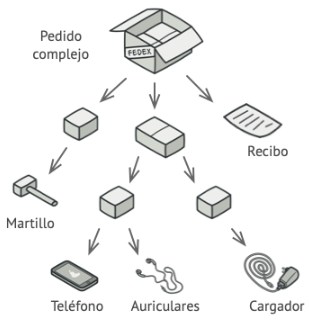 Pedido
complejo
FEDEX
Recibo
Martillo
Teléfono
Auriculares
Cargador